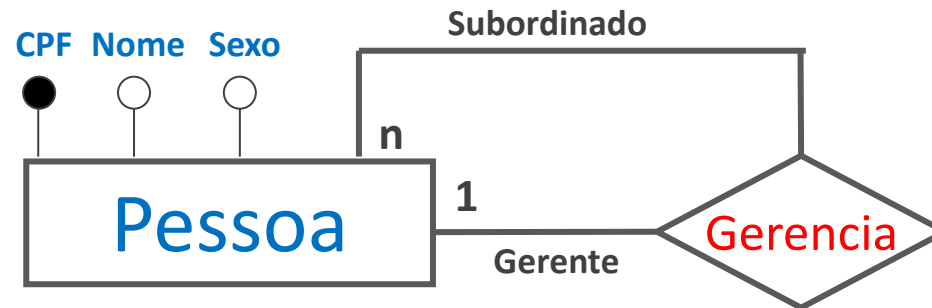 Subordinado
CPF Nome Sexo
n
1
Pessoa
Gerencia
Gerente